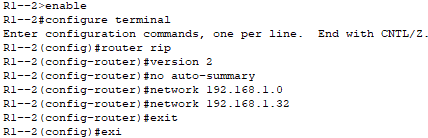 R1--2>enable
R1--2#configure terminal
Enter configuration commands, one per line.  End with CNTL/Z.
R1--2(config)#router rip
R1--2(config-router)#version 2
R1--2(config-router)#no auto-summary
R1--2(config-router)#network 192.168.1.0
R1--2(config-router)#network 192.168.1.32
R1--2(config-router)#exit
R1--2(config)#exi